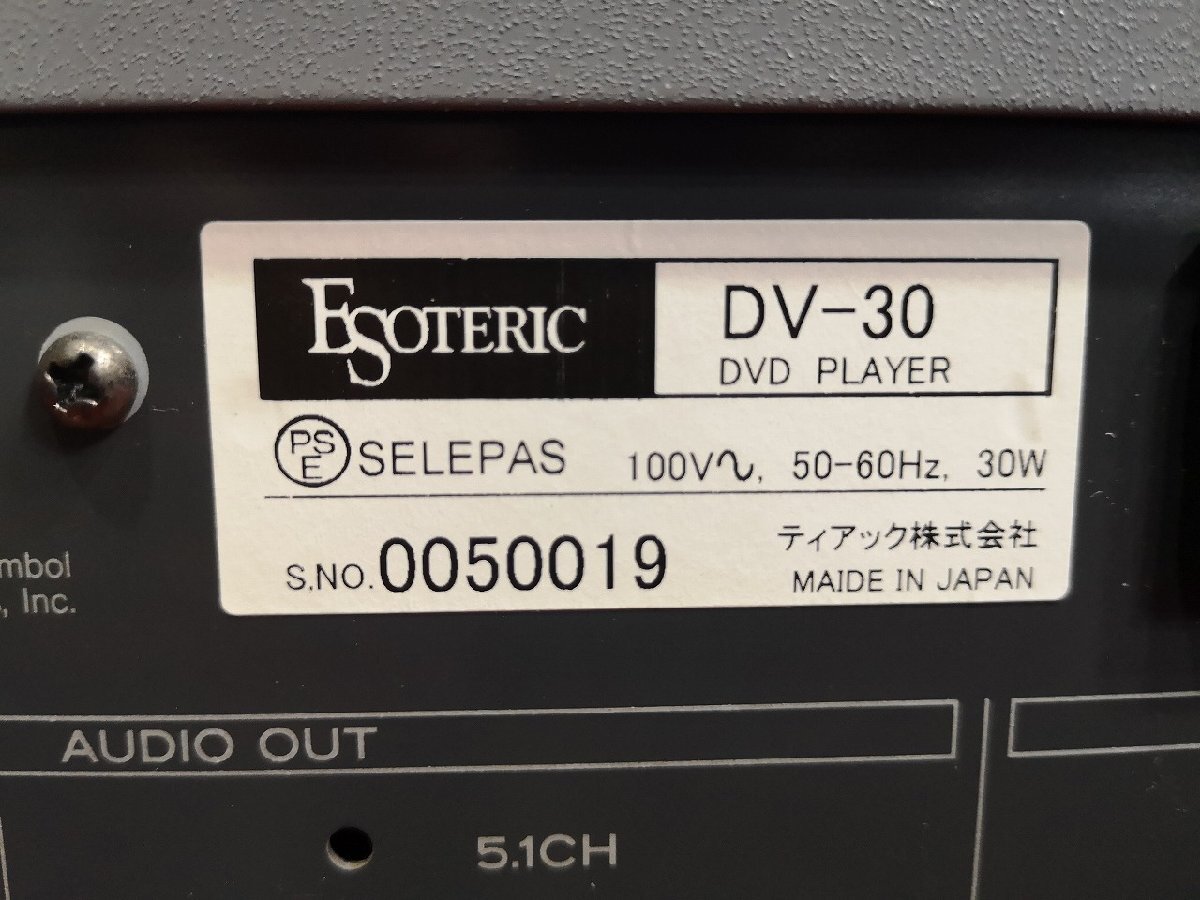 ESOTERIC
DV-30
DVD PLAYER
PSE SELEPAS 100V∿, 50-60Hz, 30W
S.NO. 0050019
ティアック株式会社
MAIDE IN JAPAN
mbol
, Inc.
AUDIO OUT
5.1CH